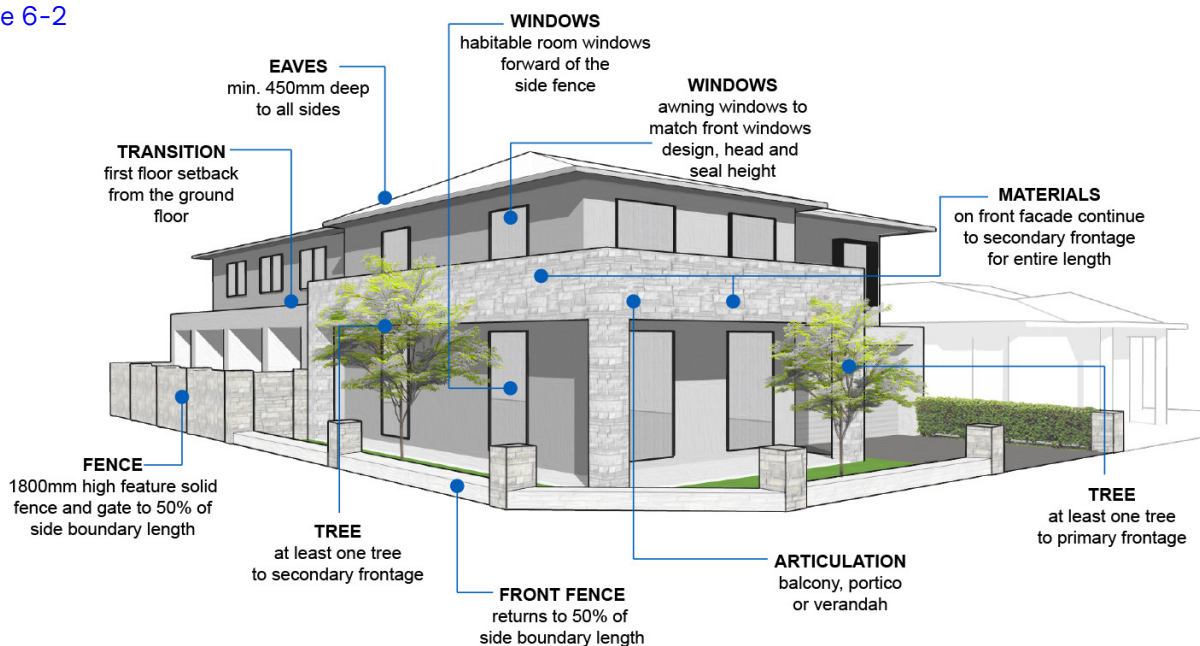 e 6-2
WINDOWS
habitable room windows
forward of the
side fence
EAVES
min. 450mm deep
to all sides
WINDOWS
awning windows to
match front windows
design, head and
seal height
TRANSITION
first floor setback
from the ground
floor
MATERIALS
on front facade continue
to secondary frontage
for entire length
FENCE
1800mm high feature solid
fence and gate to 50% of
side boundary length
TREE
at least one tree
to secondary frontage
FRONT FENCE
returns to 50% of
side boundary length
ARTICULATION
balcony, portico
or verandah
TREE
at least one tree
to primary frontage